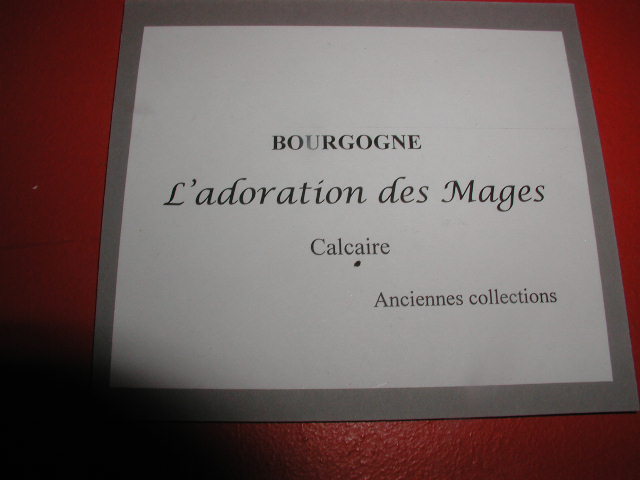 BOURGOGNE
L'adoration des Mages
Calcaire
Anciennes collections